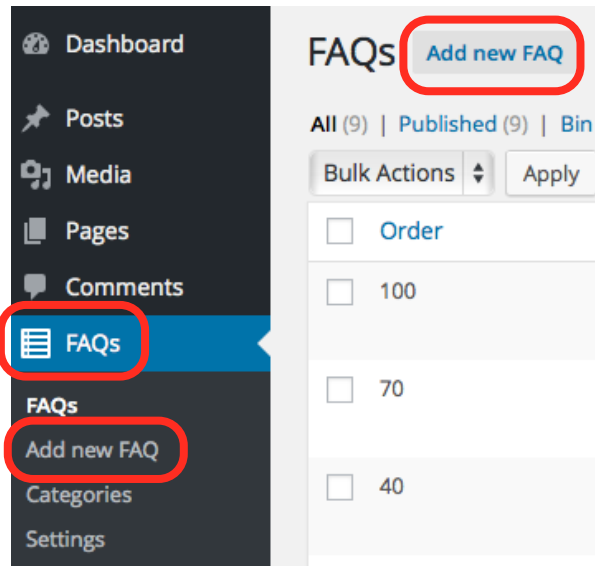 Dashboard
Posts
Media
Pages
Comments
FAQs
FAQs
Add new FAQ
Categories
Settings
FAQs Add new FAQ
All (9) | Published (9) | Bin
Bulk Actions Apply
Order
100
70
40